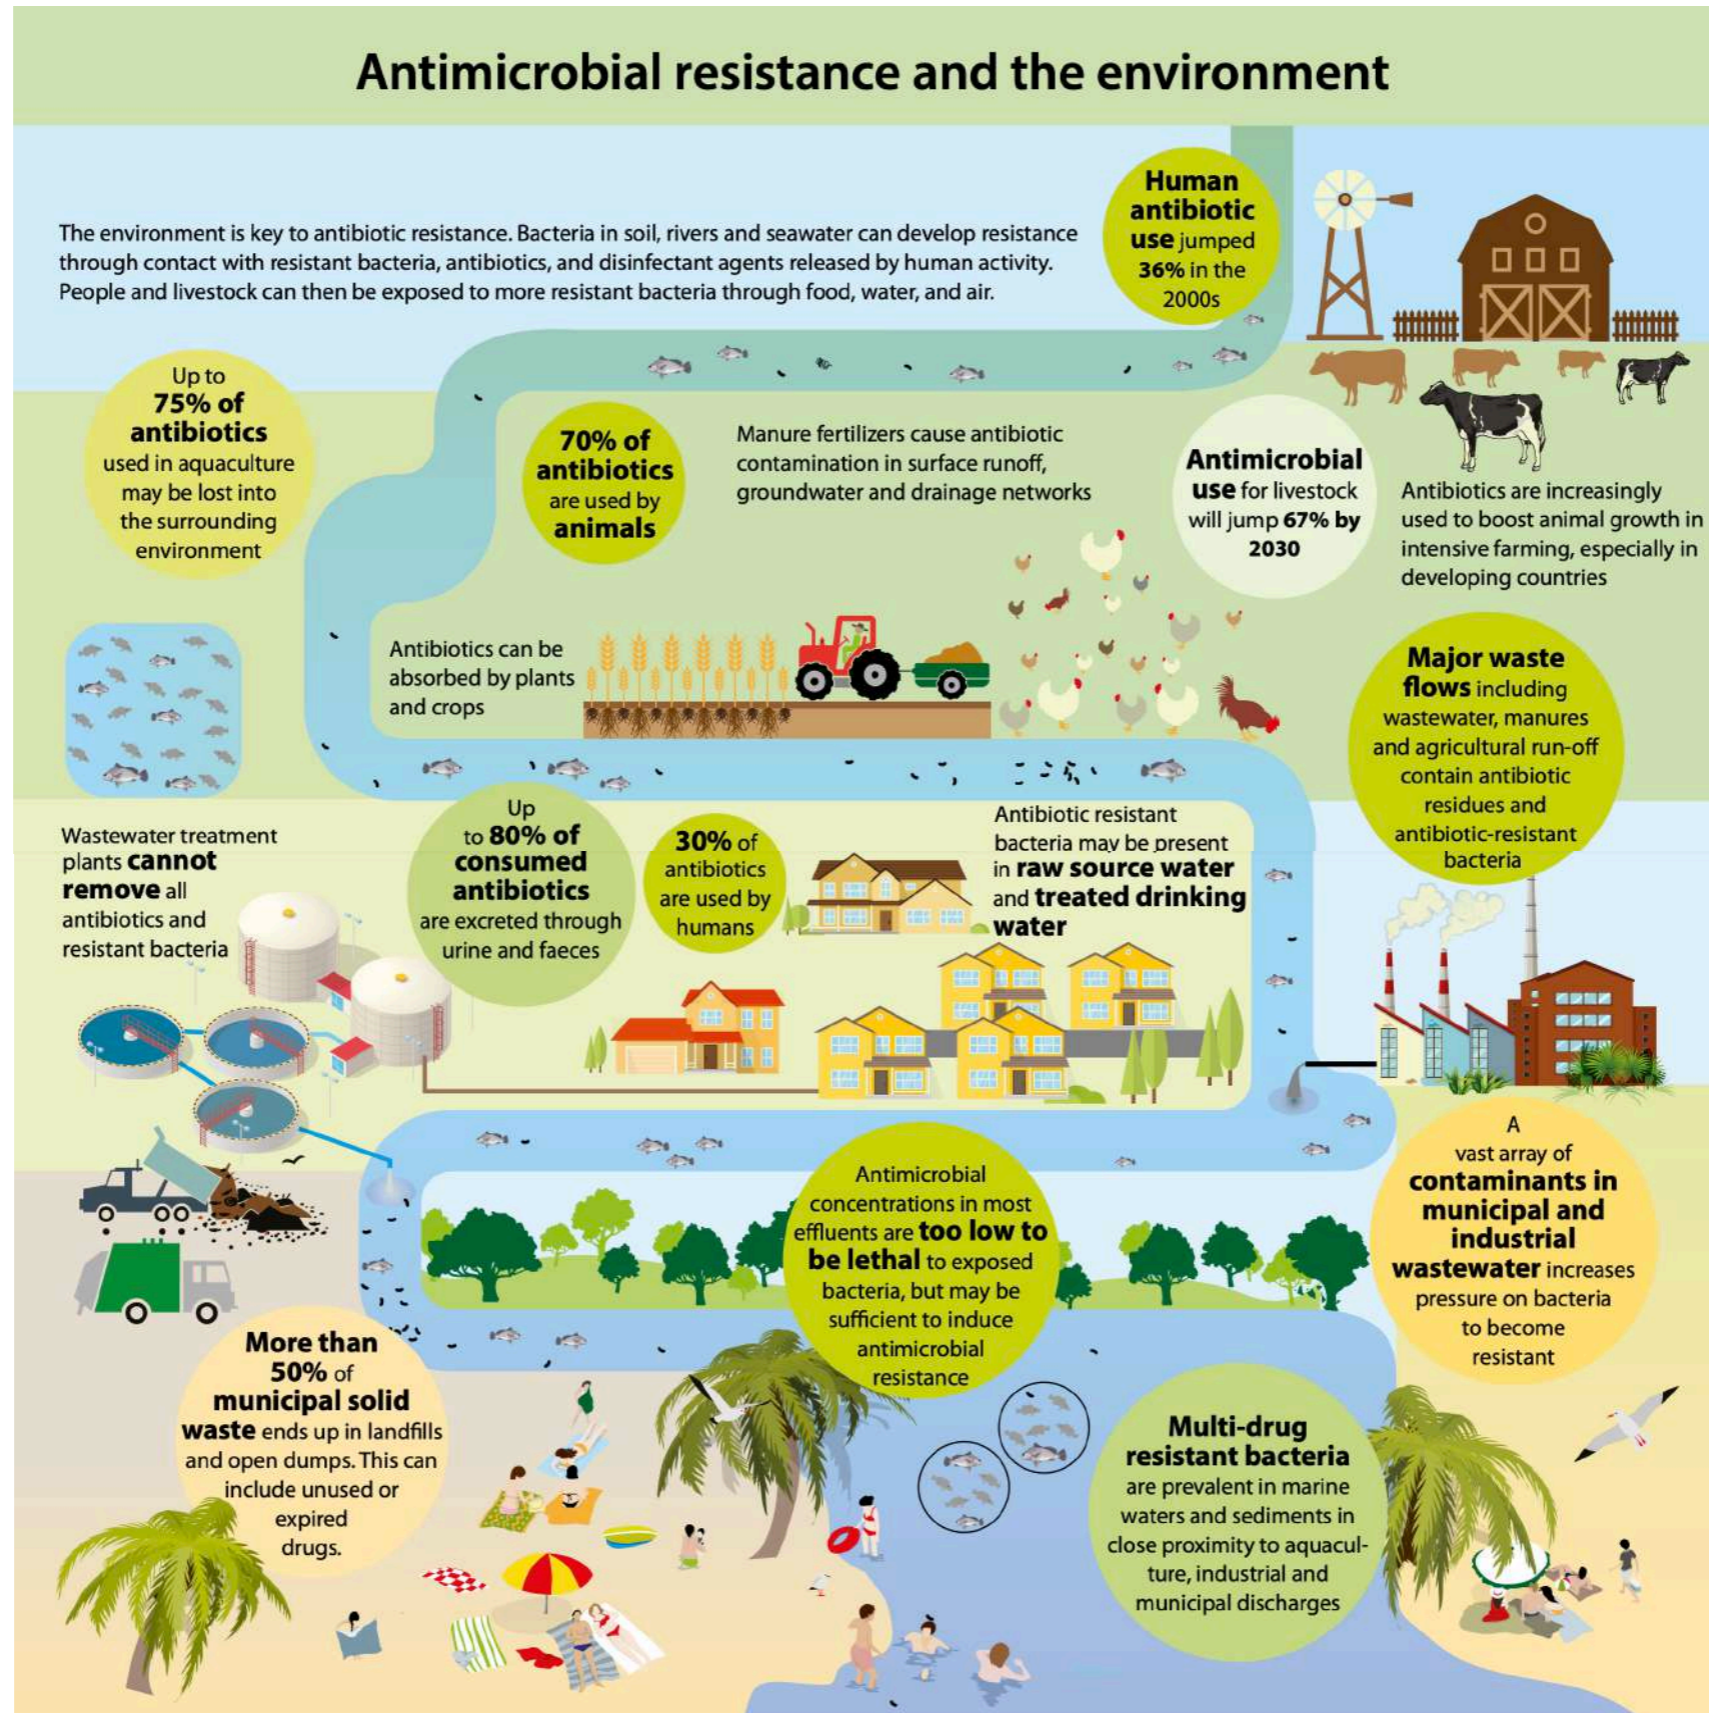 Antimicrobial resistance and the environment
The environment is key to antibiotic resistance. Bacteria in soil, rivers and seawater can develop resistance
through contact with resistant bacteria, antibiotics, and disinfectant agents released by human activity.
People and livestock can then be exposed to more resistant bacteria through food, water, and air.
Human
antibiotic
use jumped
36% in the
2000s
Up to
75% of
antibiotics
used in aquaculture
may be lost into
the surrounding
environment
70% of
antibiotics
are used by
animals
Manure fertilizers cause antibiotic
contamination in surface runoff,
groundwater and drainage networks
Antimicrobial
use for livestock
will jump 67% by
2030
Antibiotics are increasingly
used to boost animal growth in
intensive farming, especially in
developing countries
Antibiotics can be
absorbed by plants
and crops
Major waste
flows including
wastewater, manures
and agricultural run-off
contain antibiotic
residues and
antibiotic-resistant
bacteria
Wastewater treatment
plants cannot
remove all
antibiotics and
resistant bacteria
Up
to 80% of
consumed
antibiotics
are excreted through
urine and faeces
30% of
antibiotics
are used by
humans
Antibiotic resistant
bacteria may be present
in raw source water
and treated drinking
water
Antimicrobial
concentrations in most
effluents are too low to
be lethal to exposed
bacteria, but may be
sufficient to induce
antimicrobial
resistance
A
vast array of
contaminants in
municipal and
industrial
wastewater increases
pressure on bacteria
to become
resistant
More than
50% of
municipal solid
waste ends up in landfills
and open dumps. This can
include unused or
expired
drugs.
Multi-drug
resistant bacteria
are prevalent in marine
waters and sediments in
close proximity to aquacul-
ture, industrial and
municipal discharges